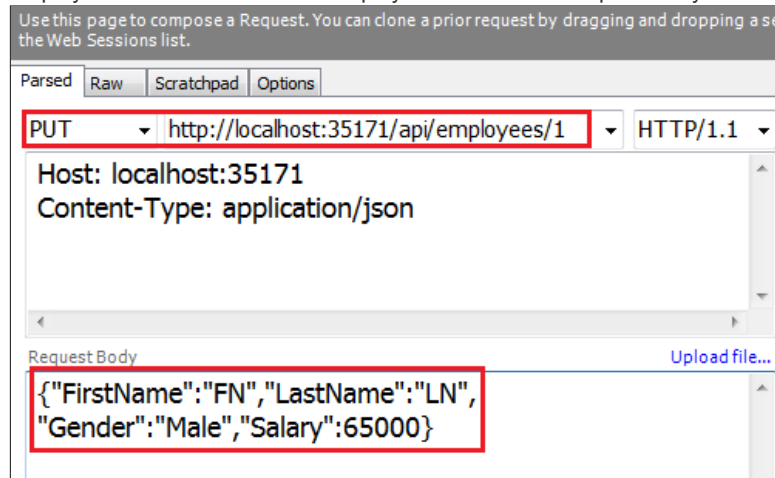 Use this page to compose a Request. You can clone a prior request by dragging and dropping a se
the Web Sessions list.
Parsed Raw Scratchpad Options
PUT http://localhost:35171/api/employees/1 HTTP/1.1
Host: localhost:35171
Content-Type: application/json
Request Body Upload file...
{"FirstName":"FN","LastName":"LN",
"Gender":"Male","Salary":65000}